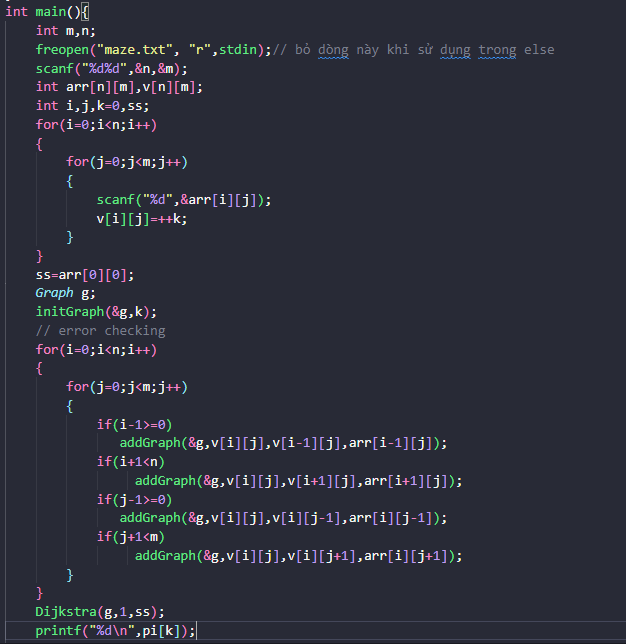 int main(){
    int m,n;
    freopen("maze.txt", "r",stdin);// bỏ dòng này khi sử dụng trong else
    scanf("%d%d",&n,&m);
    int arr[n][m],v[n][m];
    int i,j,k=0,ss;
    for(i=0;i<n;i++)
    {
        for(j=0;j<m;j++)
        {
            scanf("%d",&arr[i][j]);
            v[i][j]=++k;
        }
    }
    ss=arr[0][0];
    Graph g;
    initGraph(&g,k);
    // error checking
    for(i=0;i<n;i++)
    {
        for(j=0;j<m;j++)
        {
            if(i-1>=0)
               addGraph(&g,v[i][j],v[i-1][j],arr[i-1][j]);
            if(i+1<n)
                 addGraph(&g,v[i][j],v[i+1][j],arr[i+1][j]);
            if(j-1>=0)
               addGraph(&g,v[i][j],v[i][j-1],arr[i][j-1]);
            if(j+1<m)
                 addGraph(&g,v[i][j],v[i][j+1],arr[i][j+1]);
        }
    }
    Dijkstra(g,1,ss);
    printf("%d\n",pi[k]);